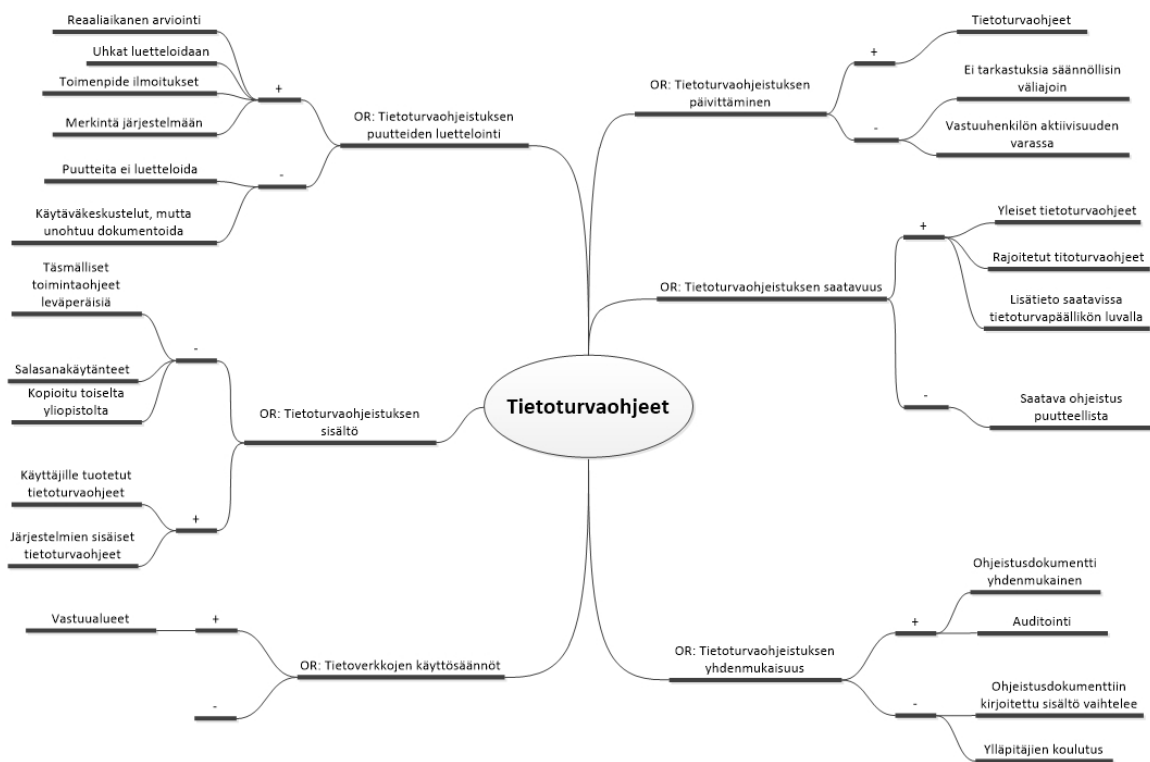 Reaaliaikanen arviointi
Uhkat luetteloidaan
Toimenpide ilmoitukset
Merkintä järjestelmään
+
Puutteita ei luetteloida
Käytäväkeskustelut, mutta
unohtuu dokumentoida
-
OR: Tietoturvaohjeistuksen
puutteiden luettelointi
Täsmälliset
toimintaohjeet
leväperäisiä
Salasanakäytänteet
Kopioitu toiselta
yliopistolta
-
Käyttäjille tuotetut
tietoturvaohjeet
Järjestelmien sisäiset
tietoturvaohjeet
+
OR: Tietoturvaohjeistuksen
sisältö
Vastuualueet
+
-
OR: Tietoverkkojen käyttösäännöt
Tietoturvaohjeet
OR: Tietoturvaohjeistuksen
päivittäminen
+
Tietoturvaohjeet
-
Ei tarkastuksia säännöllisin
väliajoin
Vastuuhenkilön aktiivisuuden
varassa
OR: Tietoturvaohjeistuksen saatavuus
+
Yleiset tietoturvaohjeet
Rajoitetut titoturvaohjeet
Lisätieto saatavissa
tietoturvapäällikön luvalla
-
Saatava ohjeistus
puutteellista
OR: Tietoturvaohjeistuksen
yhdenmukaisuus
+
Ohjeistusdokumentti
yhdenmukainen
Auditointi
-
Ohjeistusdokumenttiin
kirjoitettu sisältö vaihtelee
Ylläpitäjien koulutus